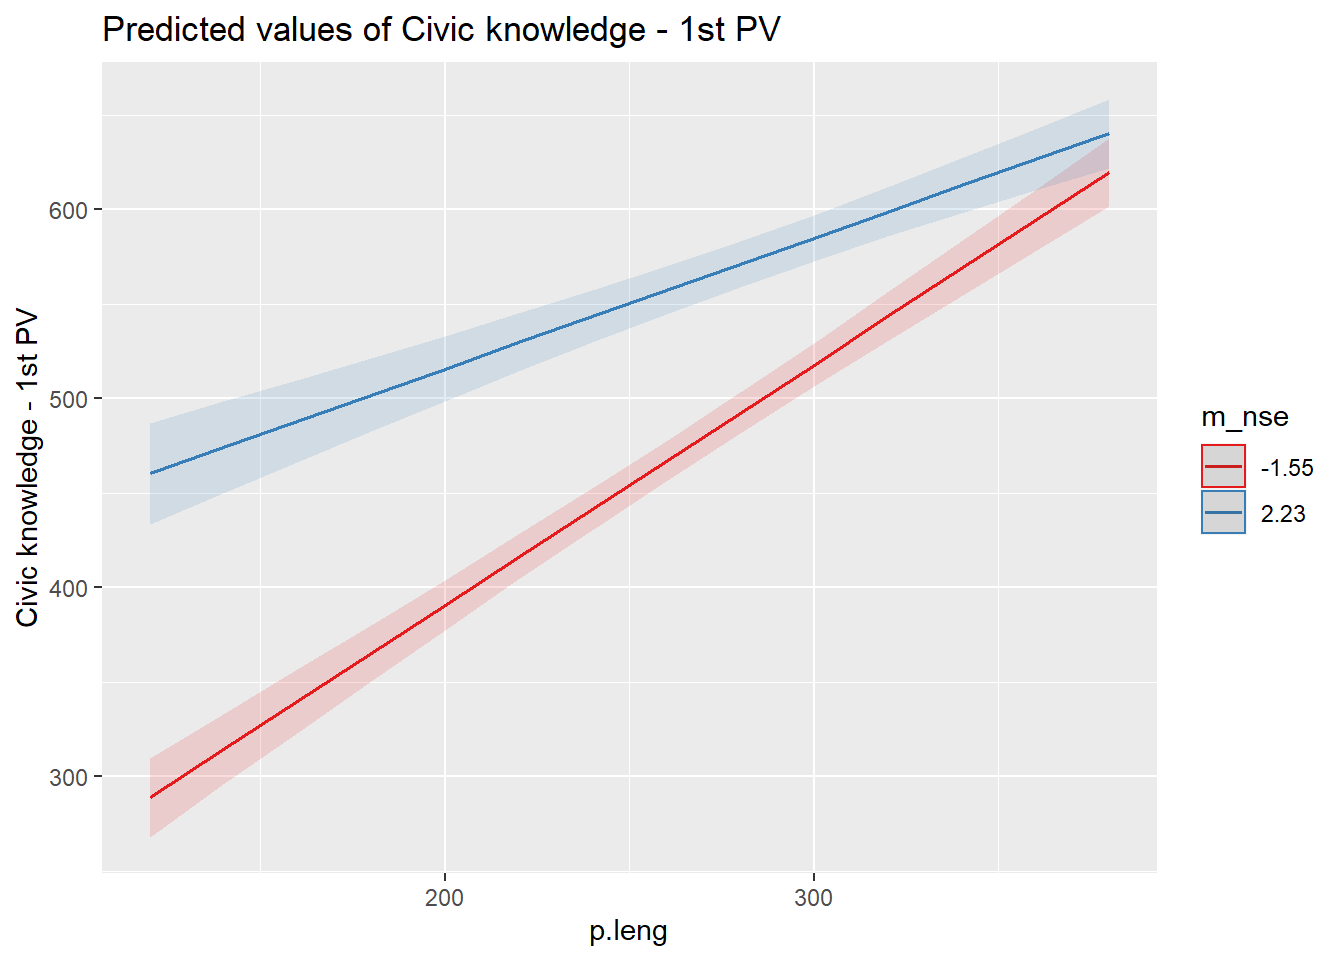 Predicted values of Civic knowledge - 1st PV
Civic knowledge - 1st PV
600
500
400
300
200
300
p.leng
m_nse
-1.55
2.23